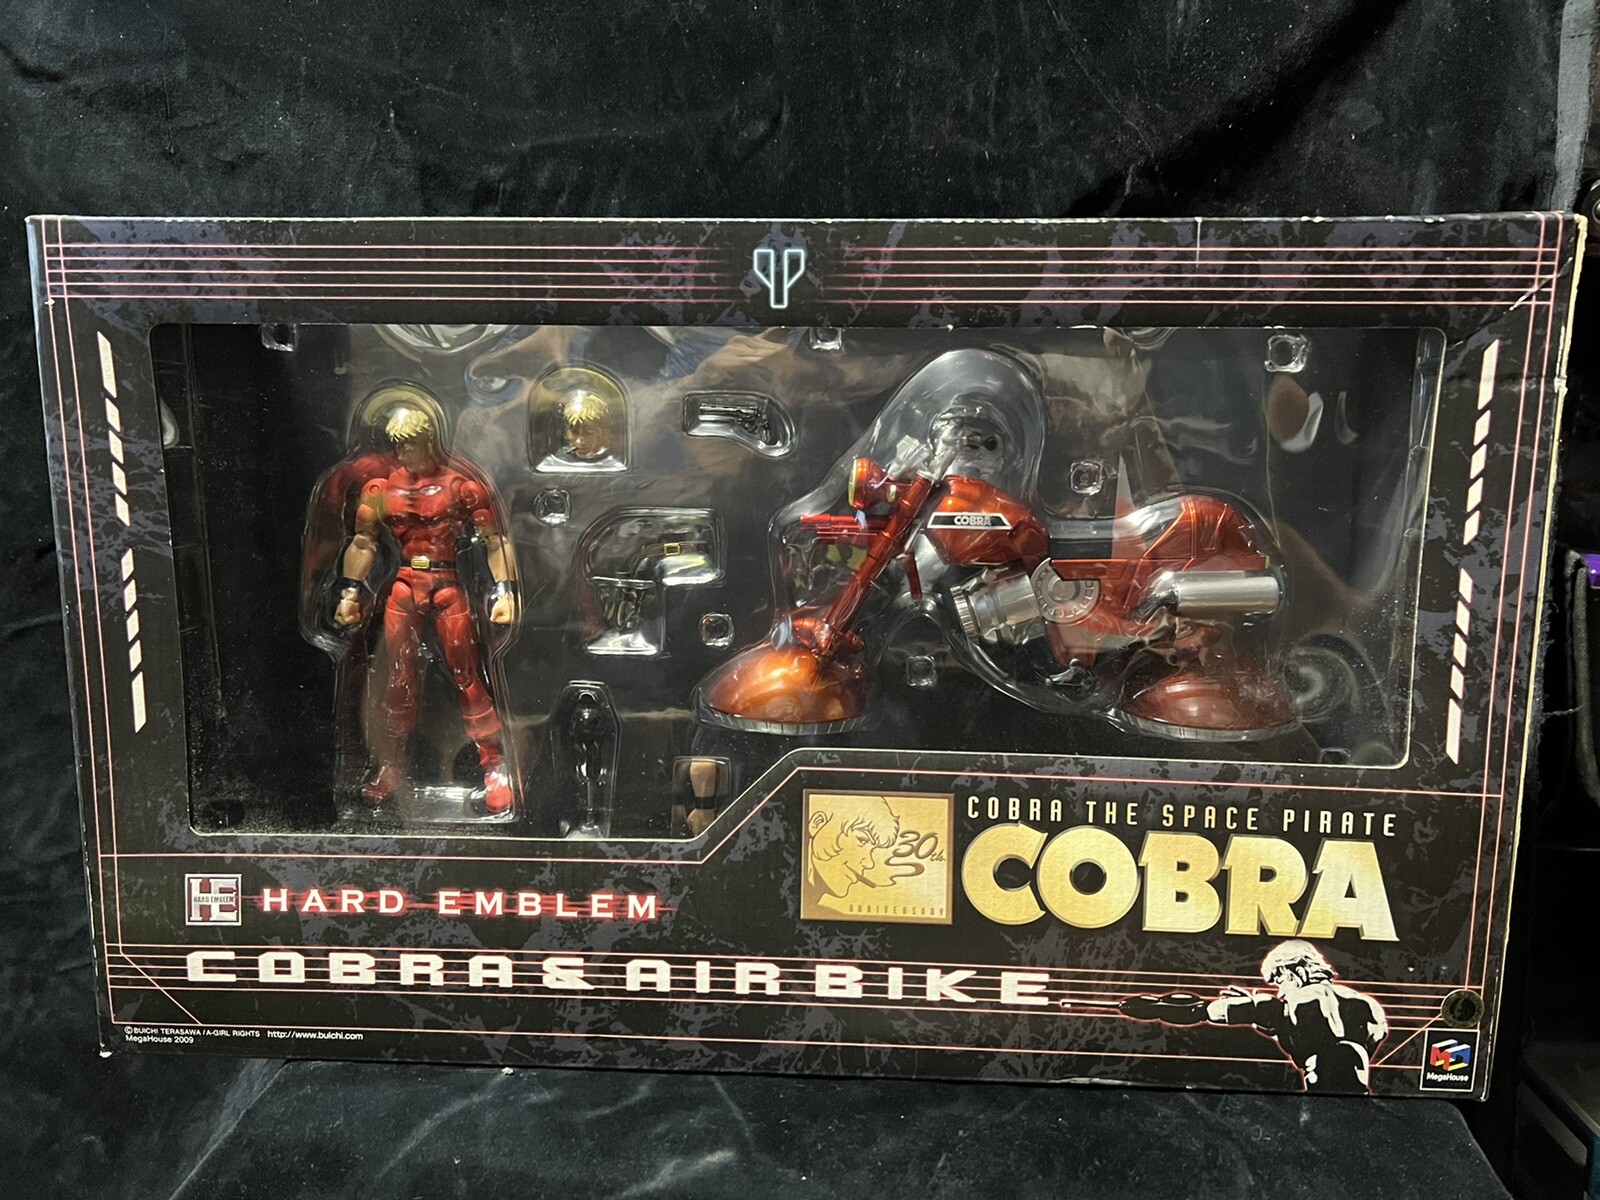 COBRA
COBRA THE SPACE PIRATE
COBRA
30th
ANNIVERSARY
HE
HARD EMBLEM
HARD EMBLEM
COBRA & AIR BIKE
©BUICHI TERASAWA/A-GIRL RIGHTS http://www.buichi.com
MegaHouse 2009
MegaHouse